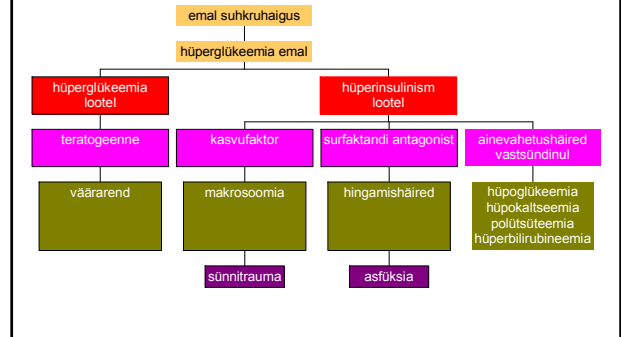 emal suhkruhaigus
hüperglükeemia emal
hüperglükeemia
lootel
hüperinsulinism
lootel
teratogeenne
kasvufaktor
surfaktandi antagonist
ainevahetushäired
vastsündinul
väärarend
makrosoomia
hingamishäired
hüpoglükeemia
hüpokaltseemia
polütsüteemia
hüperbilirubineemia
sünnitrauma
asfüksia